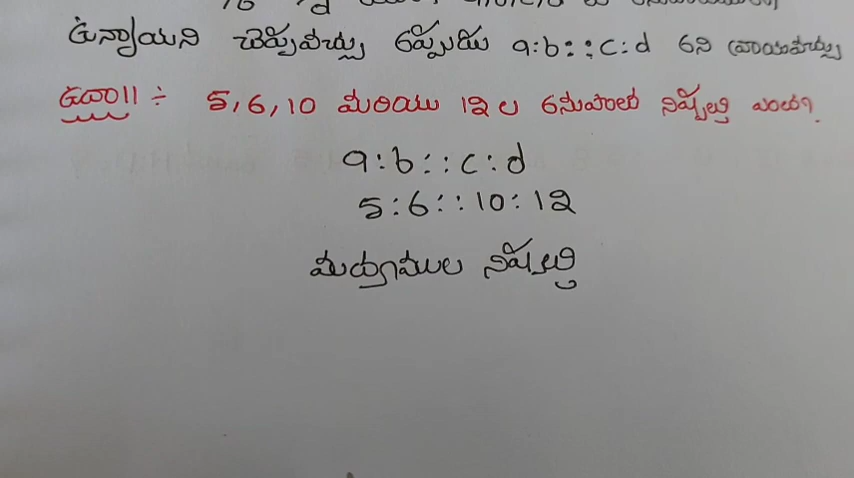 ఉన్నాయని చెప్పవచ్చు అప్పుడు a:b::c:d అని వ్రాయవచ్చు
ఉదా॥ ÷ 5, 6, 10 మరియు 12 ల అనుపాత నిష్పత్తి ఎంత?
a:b::c:d
5:6::10:12
మధ్యామముల నిష్పత్తి